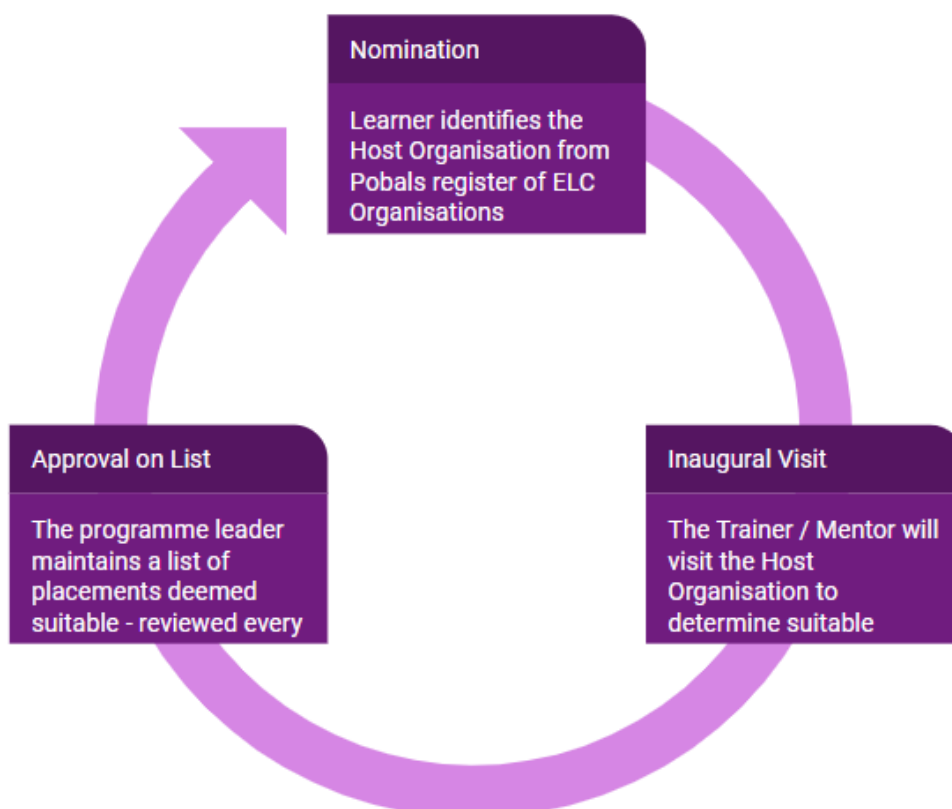 Nomination
Learner identifies the
Host Organisation from
Pobals register of ELC
Organisations
Inaugural Visit
The Trainer / Mentor will
visit the Host
Organisation to
determine suitable
Approval on List
The programme leader
maintains a list of
placements deemed
suitable - reviewed every